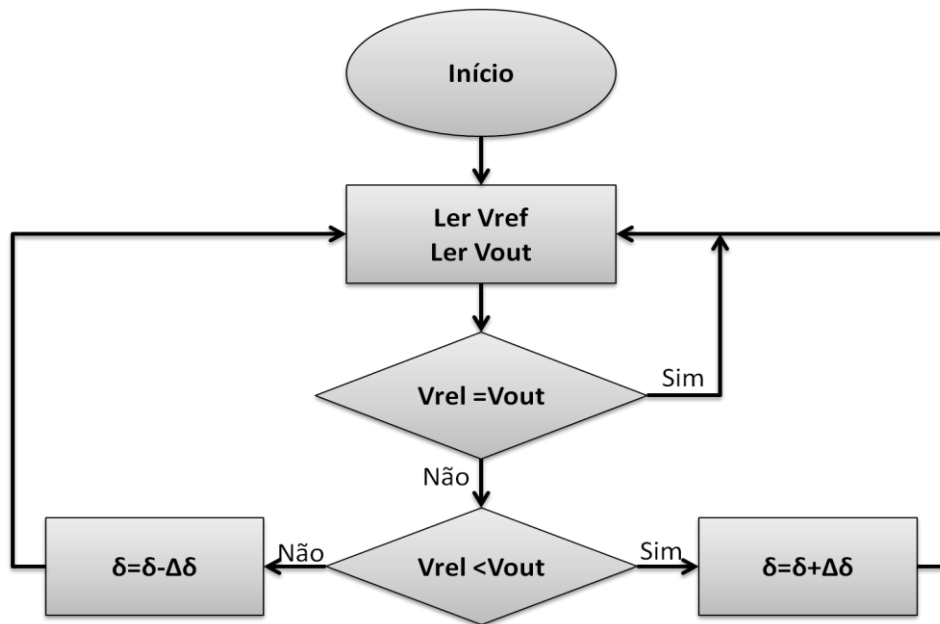 Início
Ler Vref
Ler Vout
Vrel =Vout
Sim
Não
Vrel <Vout
Não
δ=δ-Δδ
Sim
δ=δ+Δδ